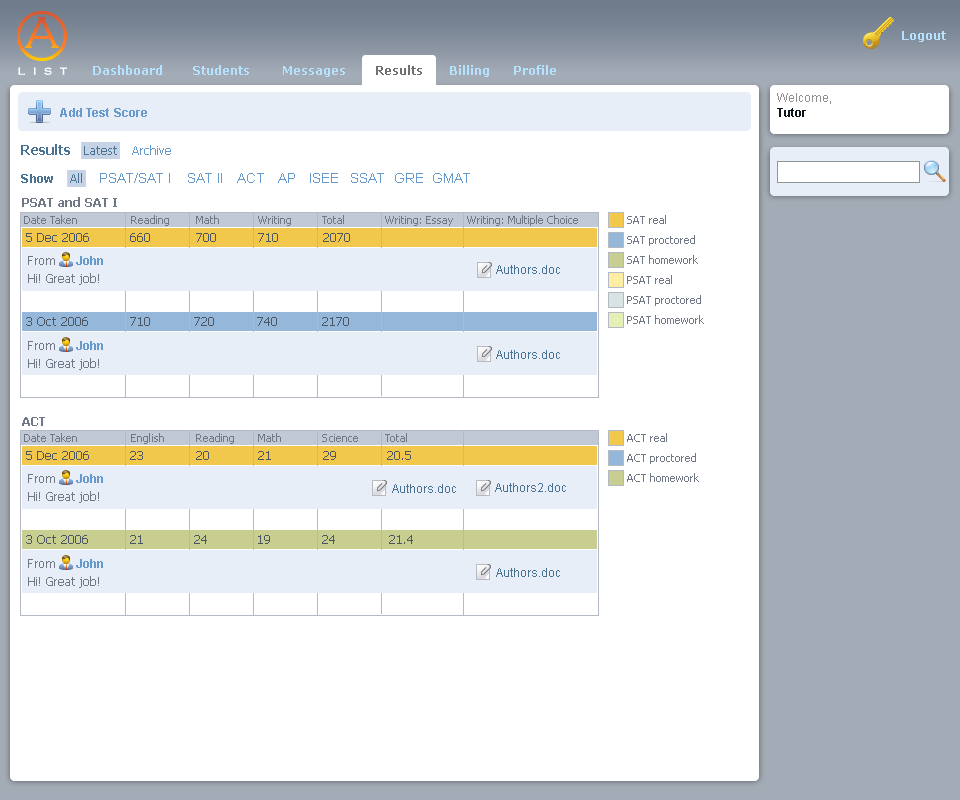 A
LIST
Dashboard Students Messages Results Billing Profile
Logout
Welcome,
Tutor
Add Test Score
Results Latest Archive
Show All PSAT/SAT I SAT II ACT AP ISEE SSAT GRE GMAT
PSAT and SAT I
Date Taken Reading Math Writing Total Writing: Essay Writing: Multiple Choice
5 Dec 2006 660 700 710 2070
From John
Hi! Great job!
Authors.doc
3 Oct 2006 710 720 740 2170
From John
Hi! Great job!
Authors.doc
SAT real
SAT proctored
SAT homework
PSAT real
PSAT proctored
PSAT homework
ACT
Date Taken English Reading Math Science Total
5 Dec 2006 23 20 21 29 20.5
From John
Hi! Great job!
Authors.doc Authors2.doc
3 Oct 2006 21 24 19 24 21.4
From John
Hi! Great job!
Authors.doc
ACT real
ACT proctored
ACT homework